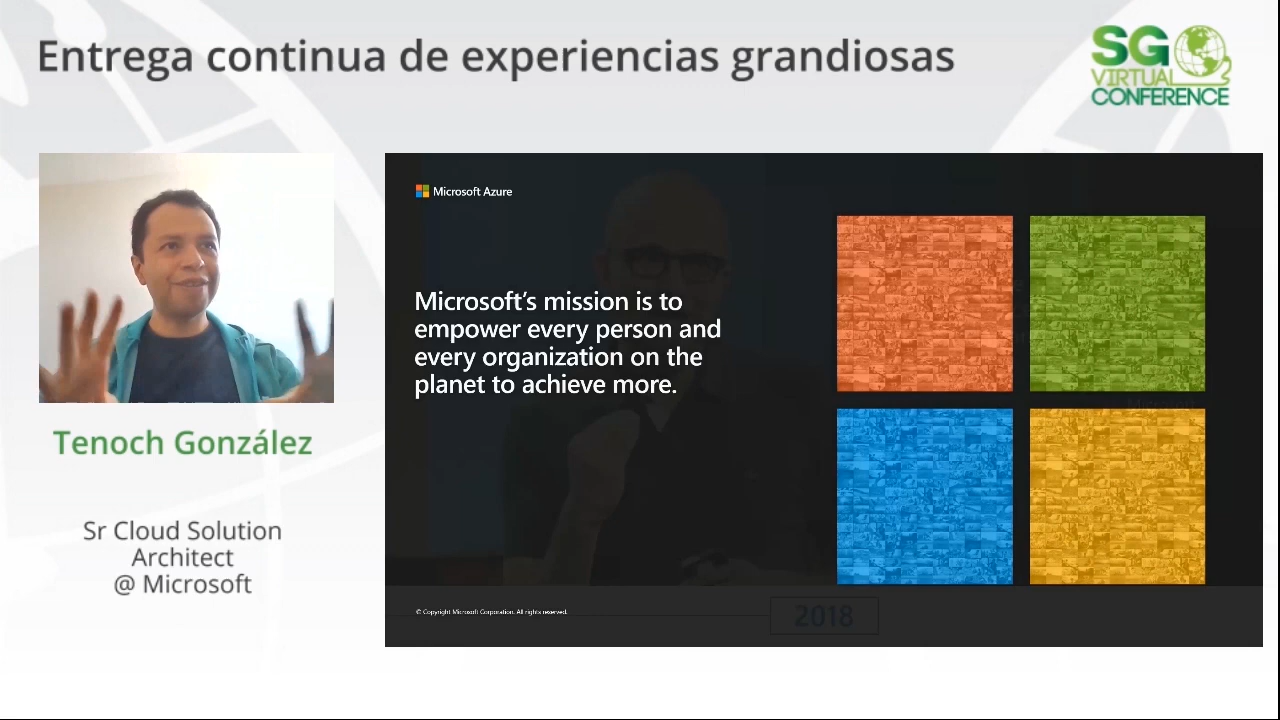 Entrega continua de experiencias grandiosas
SG
VIRTUAL
CONFERENCE
Microsoft Azure
Microsoft's mission is to
empower every person and
every organization on the
planet to achieve more.
Microsoft
Tenoch González
Sr Cloud Solution
Architect
@ Microsoft
© Copyright Microsoft Corporation. All rights reserved.
2018